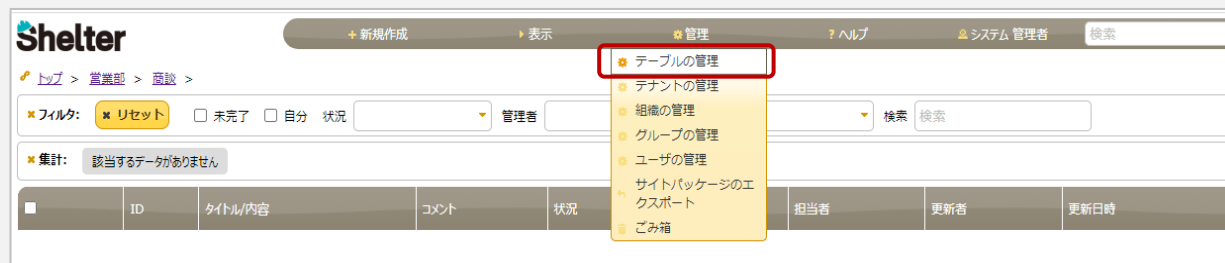 Shelter
新規作成
表示
管理
ヘルプ
システム 管理者
検索
テーブルの管理
テナントの管理
組織の管理
グループの管理
ユーザの管理
サイトパッケージのエ
クスポート
ごみ箱
トップ > 営業部 > 商談 >
フィルタ:
リセット
未完了
自分
状況
管理者
検索
検索
集計:
該当するデータがありません
ID
タイトル/内容
コメント
状況
担当者
更新者
更新日時